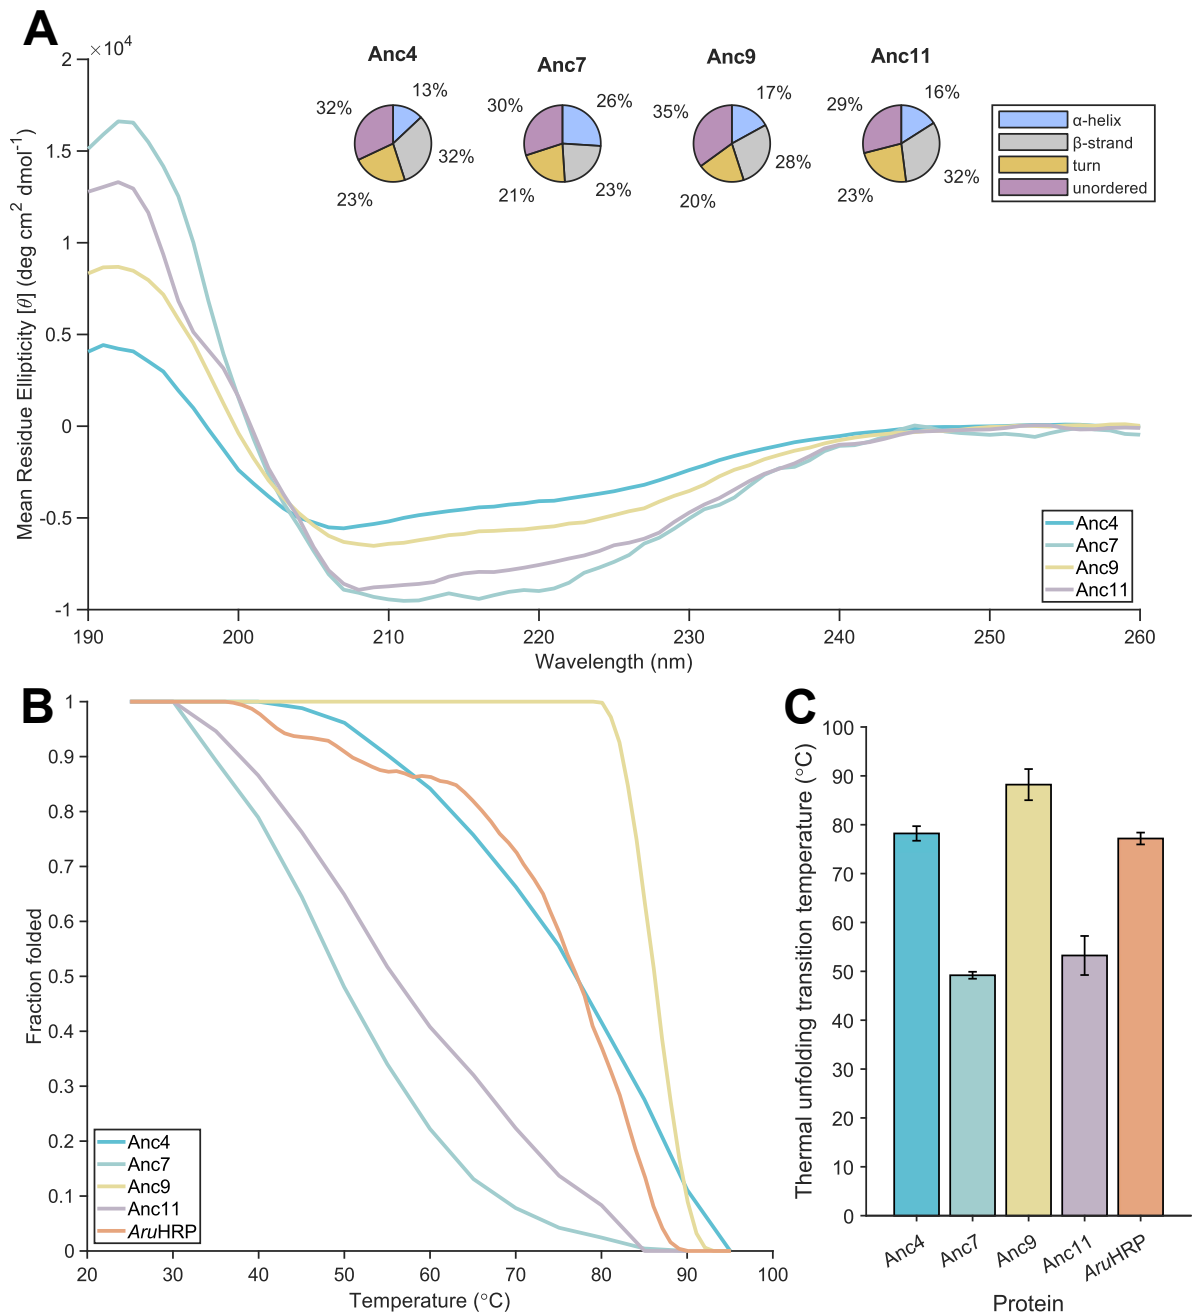 A
×10⁴
Anc4
Anc7
Anc9
Anc11
32%
13%
32%
23%
30%
26%
23%
21%
35%
17%
28%
20%
29%
16%
32%
23%
α-helix
β-strand
turn
unordered
Mean Residue Ellipticity [θ] (deg cm² dmol⁻¹)
2
1.5
1
0.5
0
-0.5
-1
190 200 210 220 230 240 250 260
Wavelength (nm)
Anc4
Anc7
Anc9
Anc11
B
Fraction folded
1
0.9
0.8
0.7
0.6
0.5
0.4
0.3
0.2
0.1
0
20 30 40 50 60 70 80 90 100
Temperature (°C)
Anc4
Anc7
Anc9
Anc11
AruHRP
C
Thermal unfolding transition temperature (°C)
100
90
80
70
60
50
40
30
20
10
0
Anc4
Anc7
Anc9
Anc11
AruHRP
Protein